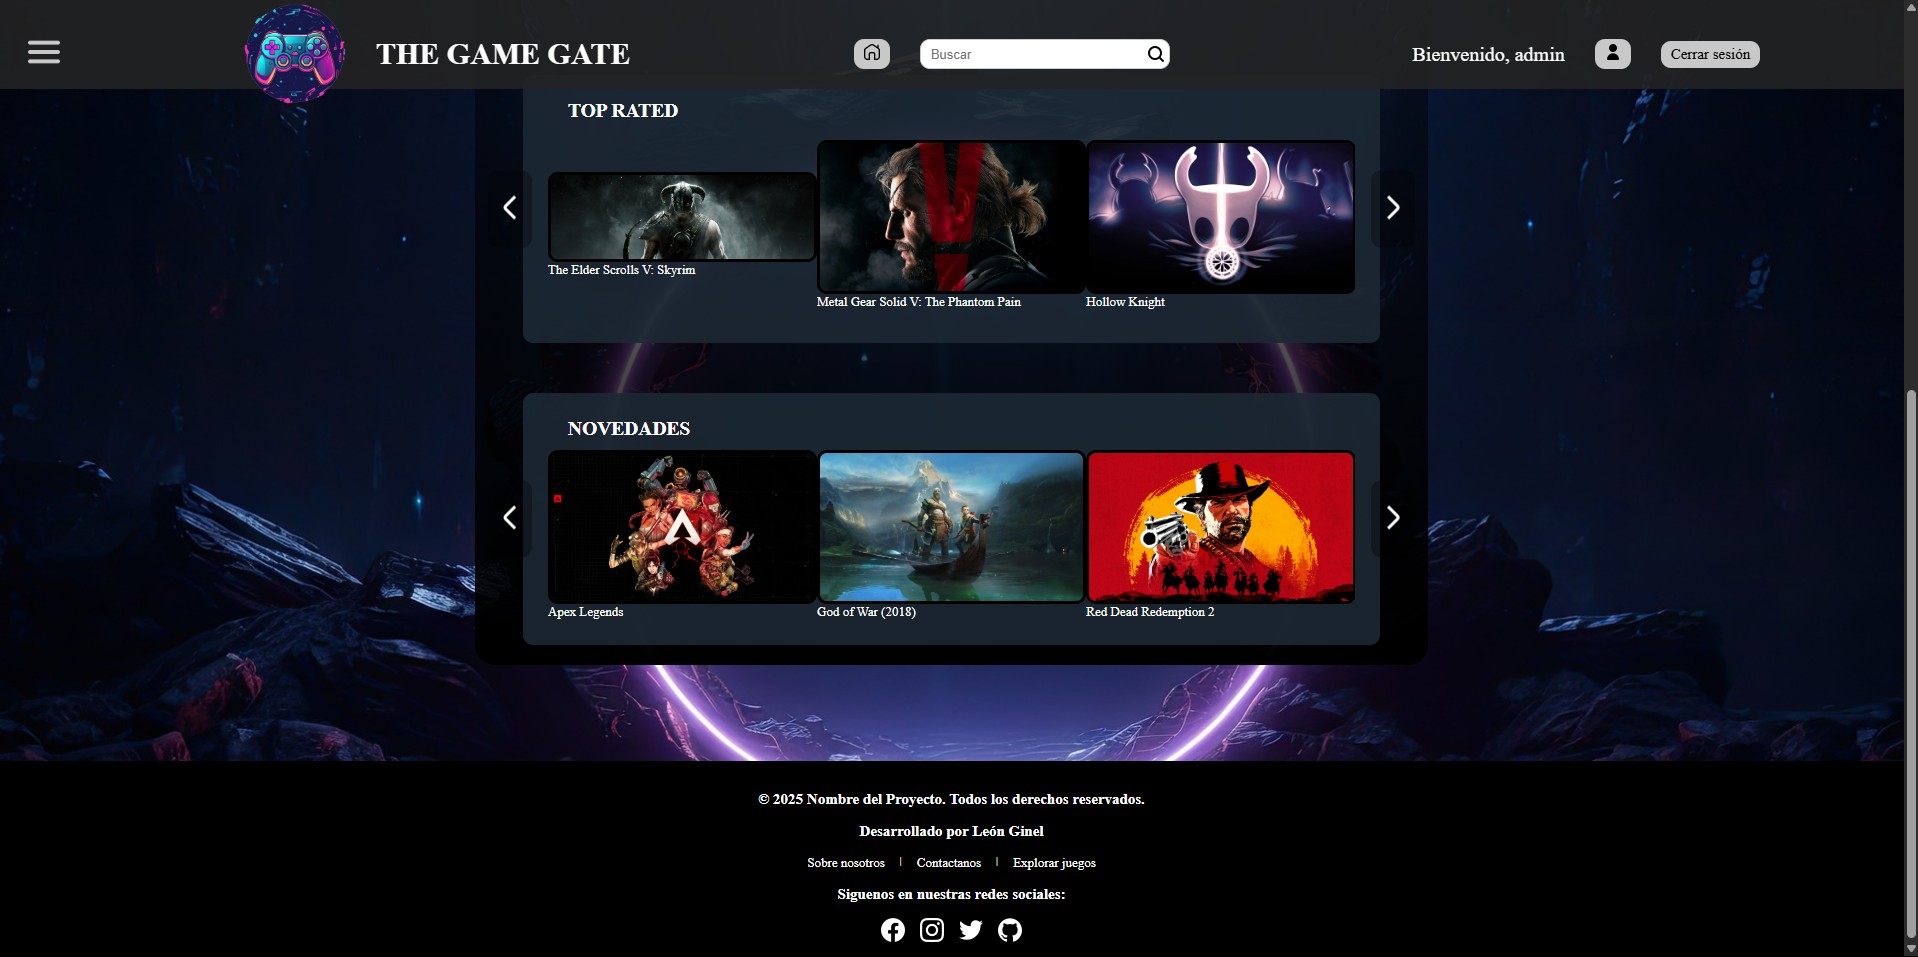 THE GAME GATE
Buscar
Bienvenido, admin
Cerrar sesión
TOP RATED
The Elder Scrolls V: Skyrim
Metal Gear Solid V: The Phantom Pain
Hollow Knight
NOVEDADES
Apex Legends
God of War (2018)
Red Dead Redemption 2
© 2025 Nombre del Proyecto. Todos los derechos reservados.
Desarrollado por León Ginel
Sobre nosotros | Contactanos | Explorar juegos
Siguenos en nuestras redes sociales: